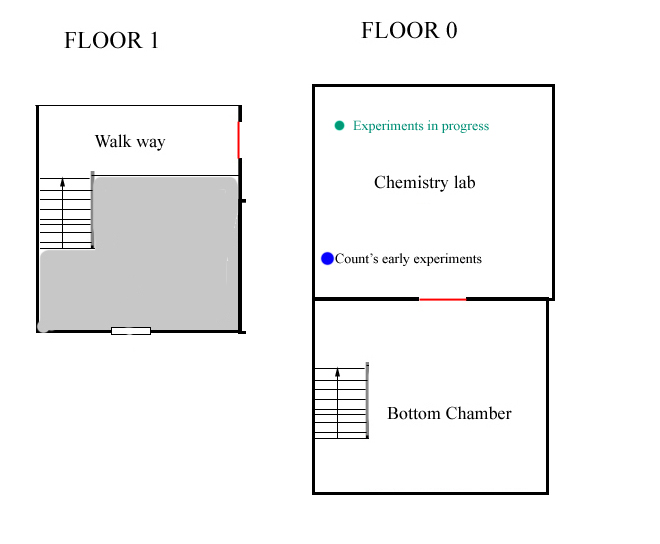 FLOOR 1
FLOOR 0
Walk way
Experiments in progress
Chemistry lab
Count's early experiments
Bottom Chamber